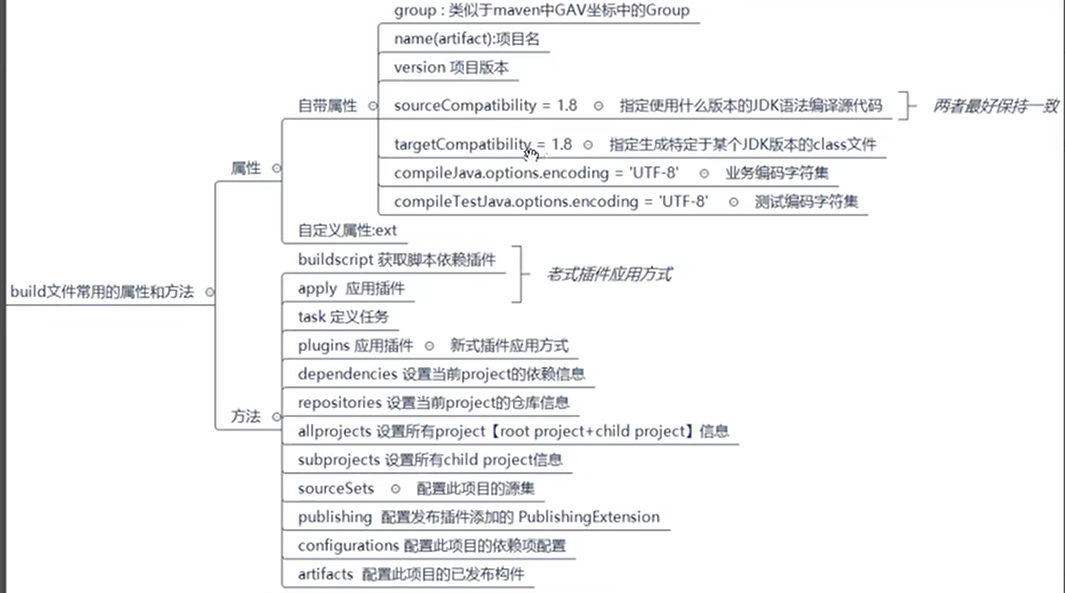 group : 类似于maven中GAV坐标中的Group
name(artifact):项目名
version 项目版本
自带属性
sourceCompatibility = 1.8 指定使用什么版本的JDK语法编译源代码
两者最好保持一致
targetCompatibility = 1.8 指定生成特定于某个JDK版本的class文件
属性
compileJava.options.encoding = 'UTF-8' 业务编码字符集
compileTestJava.options.encoding = 'UTF-8' 测试编码字符集
自定义属性:ext
buildscript 获取脚本依赖插件
老式插件应用方式
apply 应用插件
build文件常用的属性和方法
task 定义任务
plugins 应用插件 新式插件应用方式
dependencies 设置当前project的依赖信息
repositories 设置当前project的仓库信息
方法
allprojects 设置所有project【root project+child project】信息
subprojects 设置所有child project信息
sourceSets 配置此项目的源集
publishing 配置发布插件添加的 PublishingExtension
configurations 配置此项目的依赖项配置
artifacts 配置此项目的已发布构件